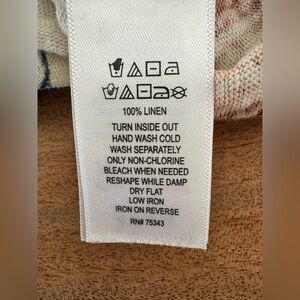 100% LINEN
TURN INSIDE OUT
HAND WASH COLD
WASH SEPARATELY
ONLY NON-CHLORINE
BLEACH WHEN NEEDED
RESHAPE WHILE DAMP
DRY FLAT
LOW IRON
IRON ON REVERSE
RN# 75343